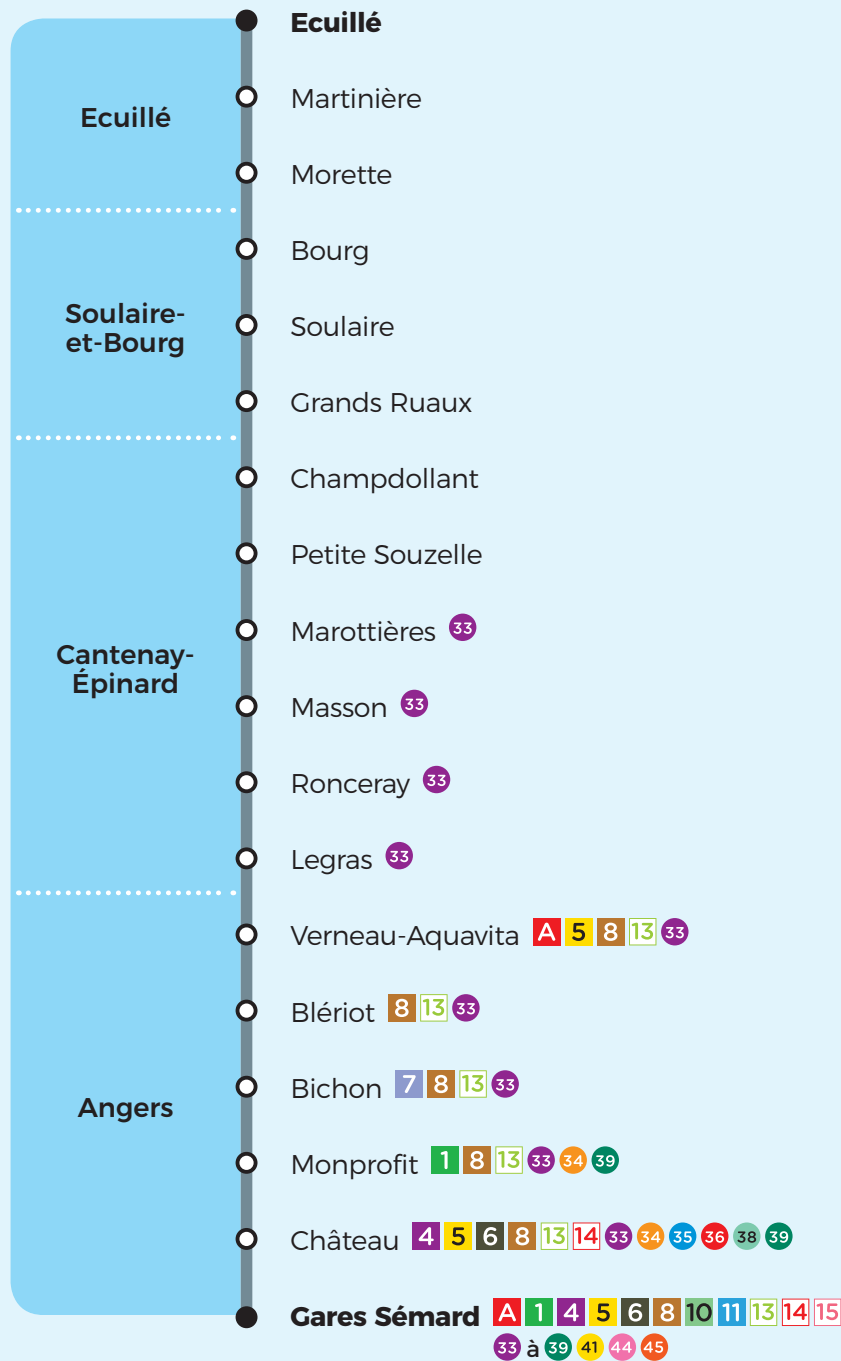 Ecuillé
Ecuillé
Martinière
Morette
Soulaire-
et-Bourg
Bourg
Soulaire
Grands Ruaux
Cantenay-
Épinard
Champdollant
Petite Souzelle
Marottières 33
Masson 33
Ronceray 33
Legras 33
Angers
Verneau-Aquavita A 5 8 13 33
Blériot 8 13 33
Bichon 7 8 13 33
Monprofit 1 8 13 33 34 39
Château 4 5 6 8 13 14 33 34 35 36 38 39
Gares Sémard A 1 4 5 6 8 10 11 13 14 15
33 à 39 41 44 45